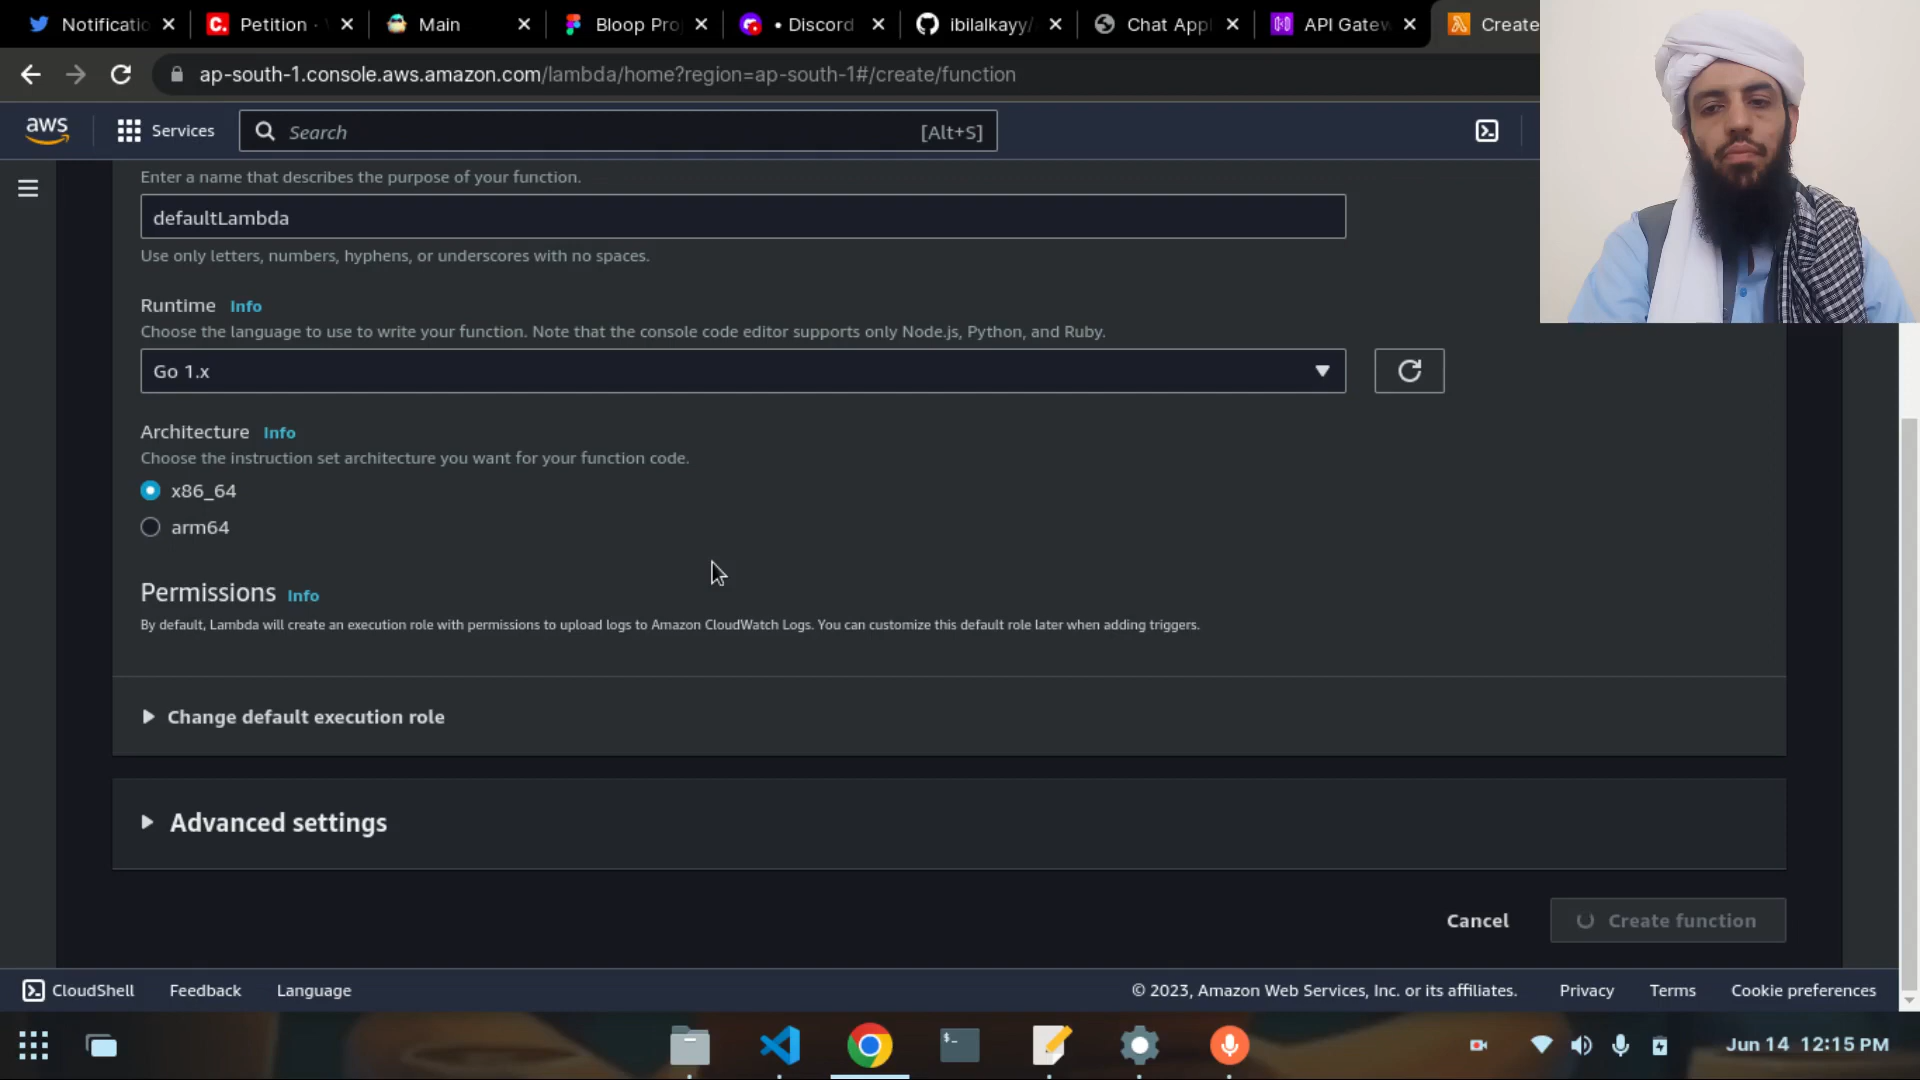 Notificatio
Petition ·
Main
Bloop Pro
• Discord
ibilalkayy/
Chat Appl
API Gatew
Create
ap-south-1.console.aws.amazon.com/lambda/home?region=ap-south-1#/create/function
aws
Services
Search
[Alt+S]
Enter a name that describes the purpose of your function.
defaultLambda
Use only letters, numbers, hyphens, or underscores with no spaces.
Runtime Info
Choose the language to use to write your function. Note that the console code editor supports only Node.js, Python, and Ruby.
Go 1.x
Architecture Info
Choose the instruction set architecture you want for your function code.
x86_64
arm64
Permissions Info
By default, Lambda will create an execution role with permissions to upload logs to Amazon CloudWatch Logs. You can customize this default role later when adding triggers.
Change default execution role
Advanced settings
Cancel
Create function
CloudShell
Feedback
Language
© 2023, Amazon Web Services, Inc. or its affiliates.
Privacy
Terms
Cookie preferences
Jun 14 12:15 PM